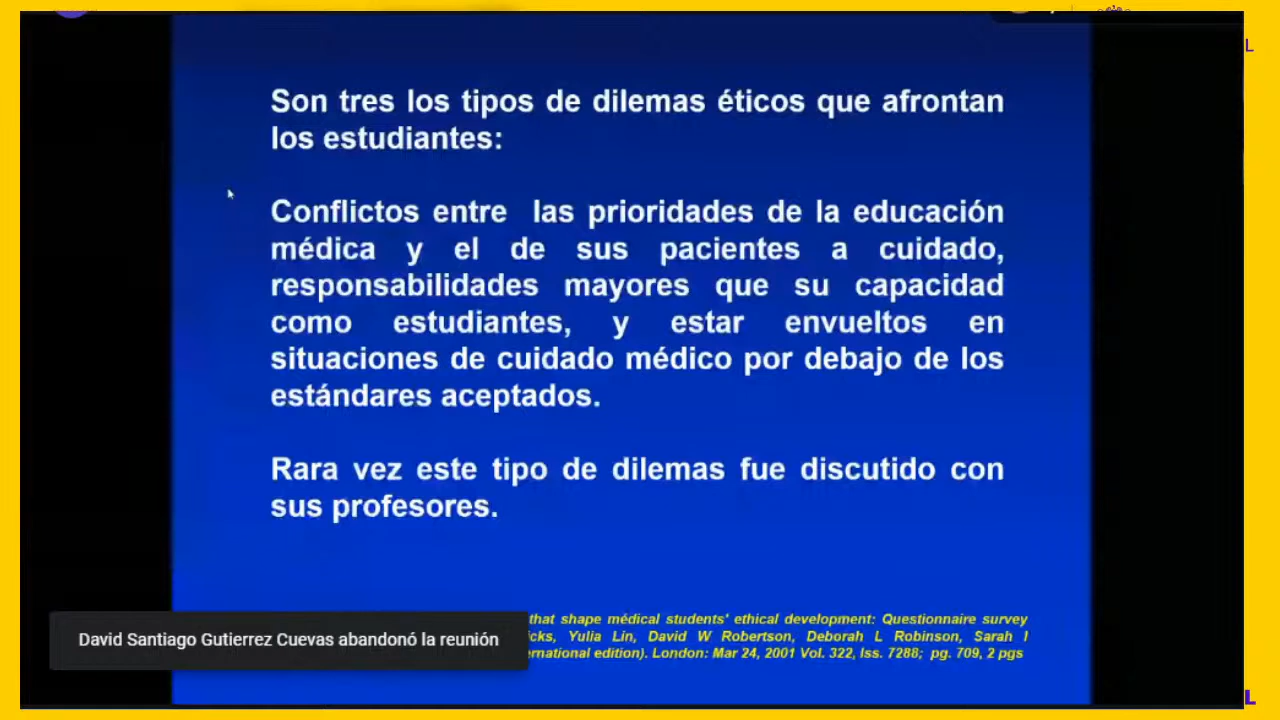 L
Son tres los tipos de dilemas éticos que afrontan
los estudiantes:
Conflictos entre las prioridades de la educación
médica y el de sus pacientes a cuidado,
responsabilidades mayores que su capacidad
como estudiantes, y estar envueltos en
situaciones de cuidado médico por debajo de los
estándares aceptados.
Rara vez este tipo de dilemas fue discutido con
sus profesores.
that shape médical students' ethical development: Questionnaire survey
icks, Yulia Lin, David W Robertson, Deborah L Robinson, Sarah I
ernational edition). London: Mar 24, 2001 Vol. 322, Iss. 7288; pg. 709, 2 pgs
David Santiago Gutierrez Cuevas abandonó la reunión
L